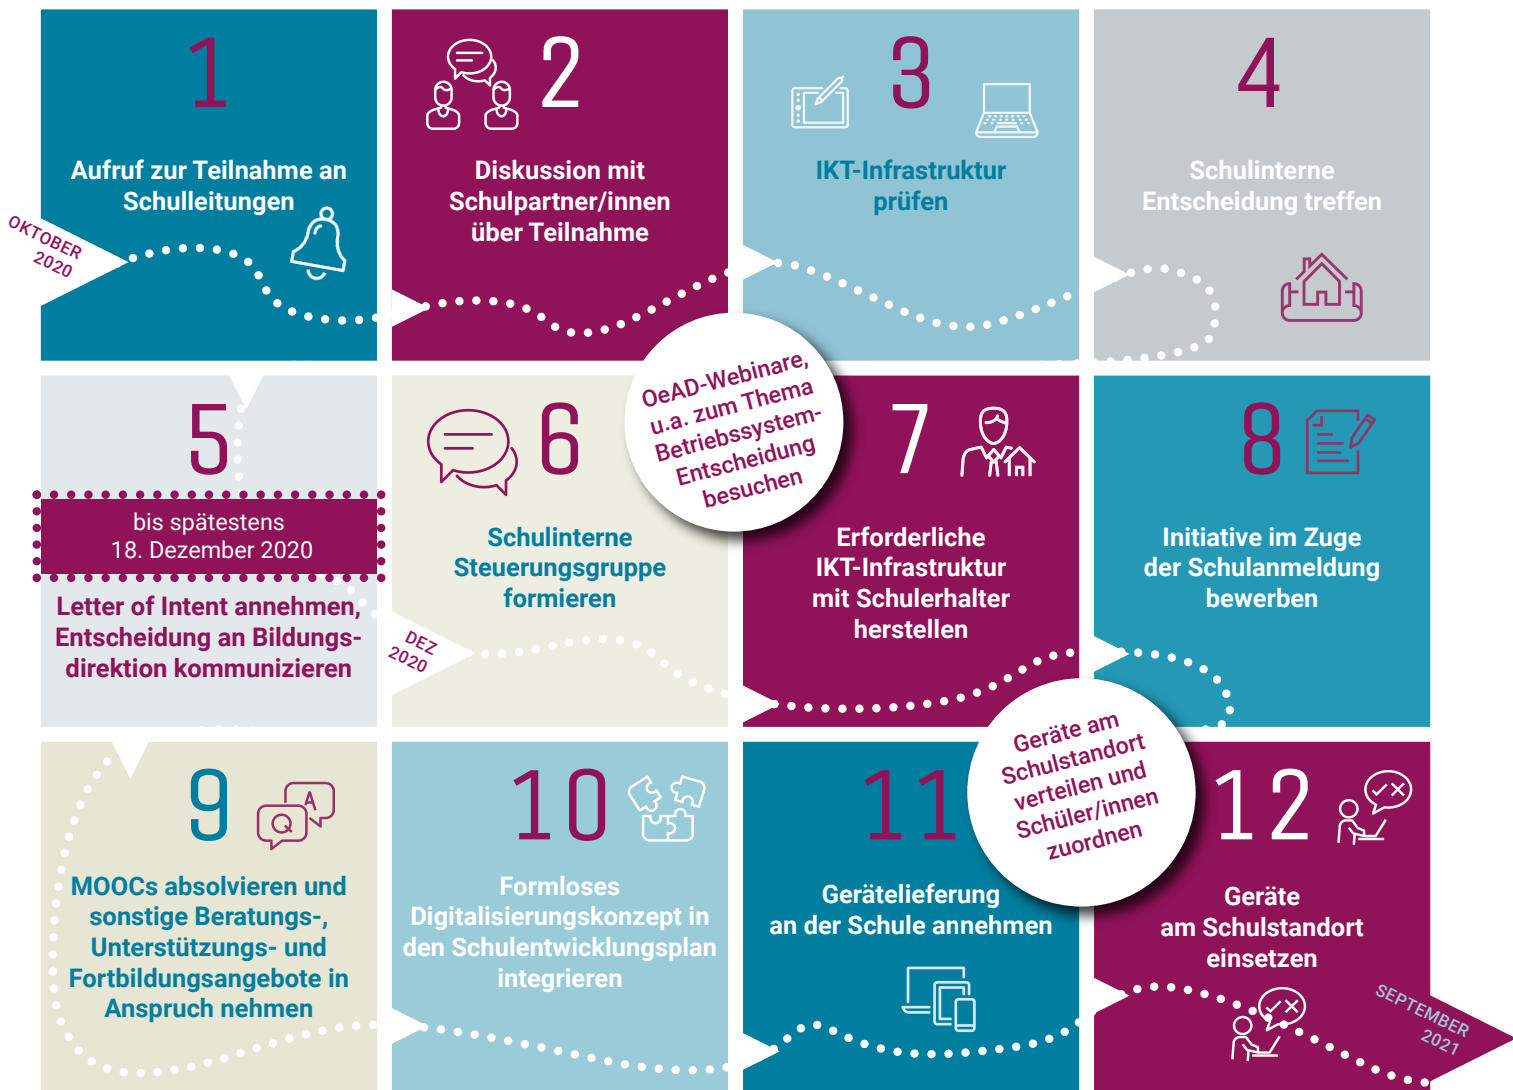 1
Aufruf zur Teilnahme an
Schulleitungen
OKTOBER
2020
2
Diskussion mit
Schulpartner/innen
über Teilnahme
3
IKT-Infrastruktur
prüfen
4
Schulinterne
Entscheidung treffen
OeAD-Webinare,
u.a. zum Thema
Betriebssystem-
Entscheidung
besuchen
5
bis spätestens
18. Dezember 2020
Letter of Intent annehmen,
Entscheidung an Bildungs-
direktion kommunizieren
6
Schulinterne
Steuerungsgruppe
formieren
DEZ
2020
7
Erforderliche
IKT-Infrastruktur
mit Schulerhalter
herstellen
8
Initiative im Zuge
der Schulanmeldung
bewerben
Geräte am
Schulstandort
verteilen und
Schüler/innen
zuordnen
9
Q
A
MOOCs absolvieren und
sonstige Beratungs-,
Unterstützungs- und
Fortbildungsangebote in
Anspruch nehmen
10
Formloses
Digitalisierungskonzept in
den Schulentwicklungsplan
integrieren
11
Gerätelieferung
an der Schule annehmen
12
Geräte
am Schulstandort
einsetzen
SEPTEMBER
2021